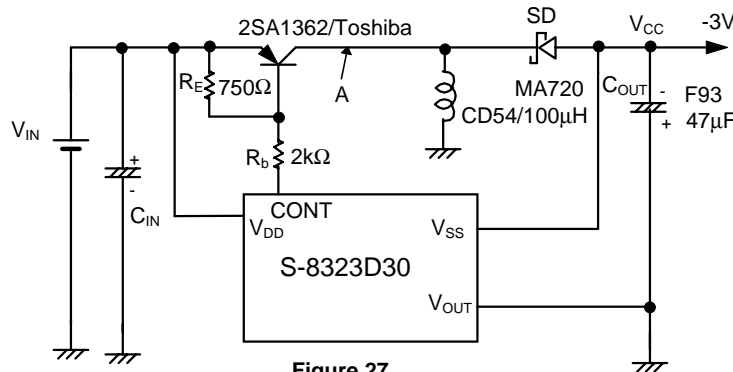 2SA1362/Toshiba
SD
VCC
-3V
RE
750Ω
A
MA720
CD54/100μH
COUT
-
+
F93
47μF
VIN
+
-
CIN
Rb
2kΩ
CONT
VDD
VSS
S-8323D30
VOUT
Figure 27